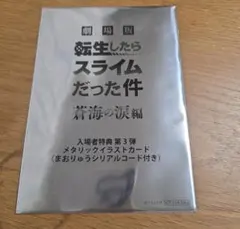 劇場版
転生したら
スライム
だった件
蒼海の涙編
入場者特典第3弾
メタリックイラストカード
(まおりゅうシリアルコード付き)